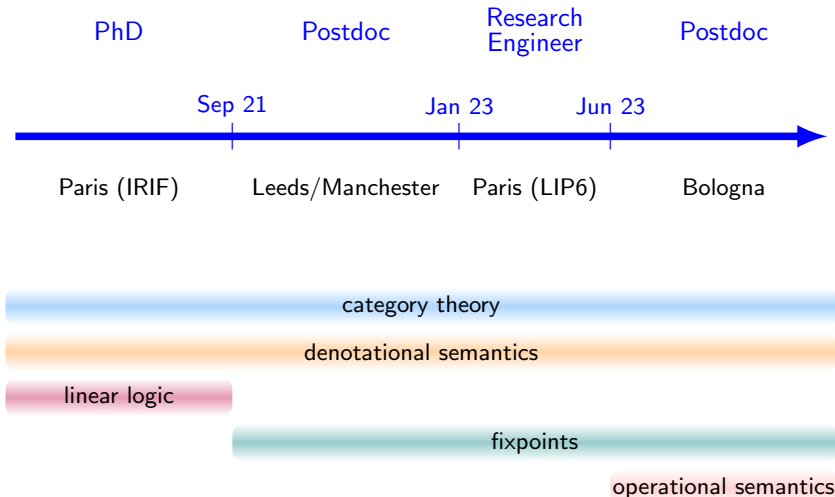 PhD
Postdoc
Research
Engineer
Postdoc
Sep 21
Jan 23
Jun 23
Paris (IRIF)
Leeds/Manchester
Paris (LIP6)
Bologna
category theory
denotational semantics
linear logic
fixpoints
operational semantics